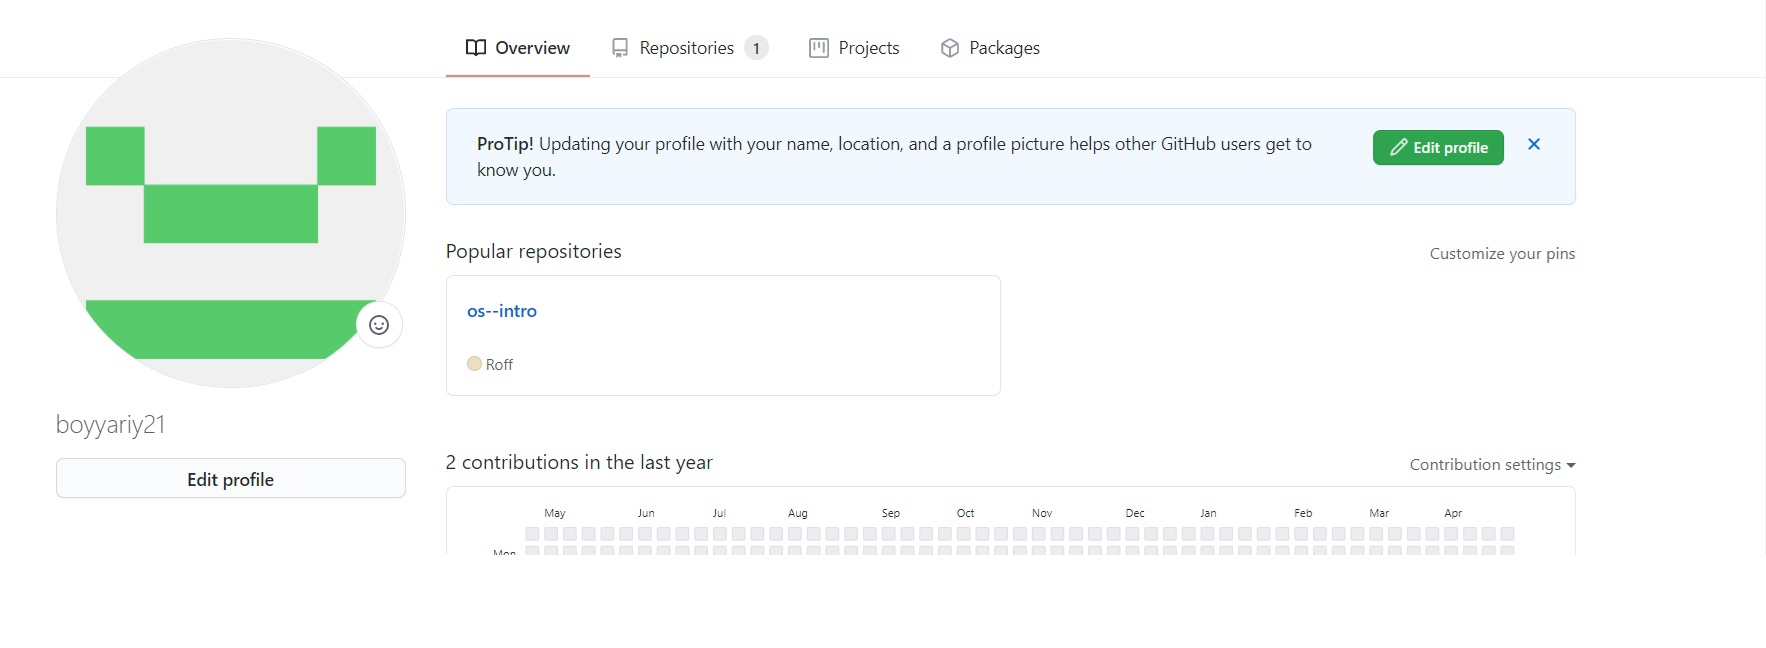 Overview
Repositories 1
Projects
Packages
ProTip! Updating your profile with your name, location, and a profile picture helps other GitHub users get to
know you.
Edit profile
Popular repositories
Customize your pins
os--intro
Roff
boyyariy21
Edit profile
2 contributions in the last year
Contribution settings
May Jun Jul Aug Sep Oct Nov Dec Jan Feb Mar Apr
Mon